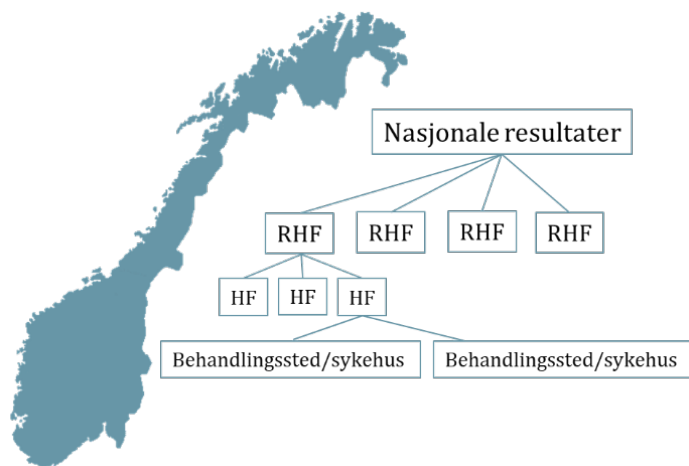 Nasjonale resultater
RHF
RHF
RHF
RHF
HF
HF
HF
Behandlingssted/sykehus
Behandlingssted/sykehus